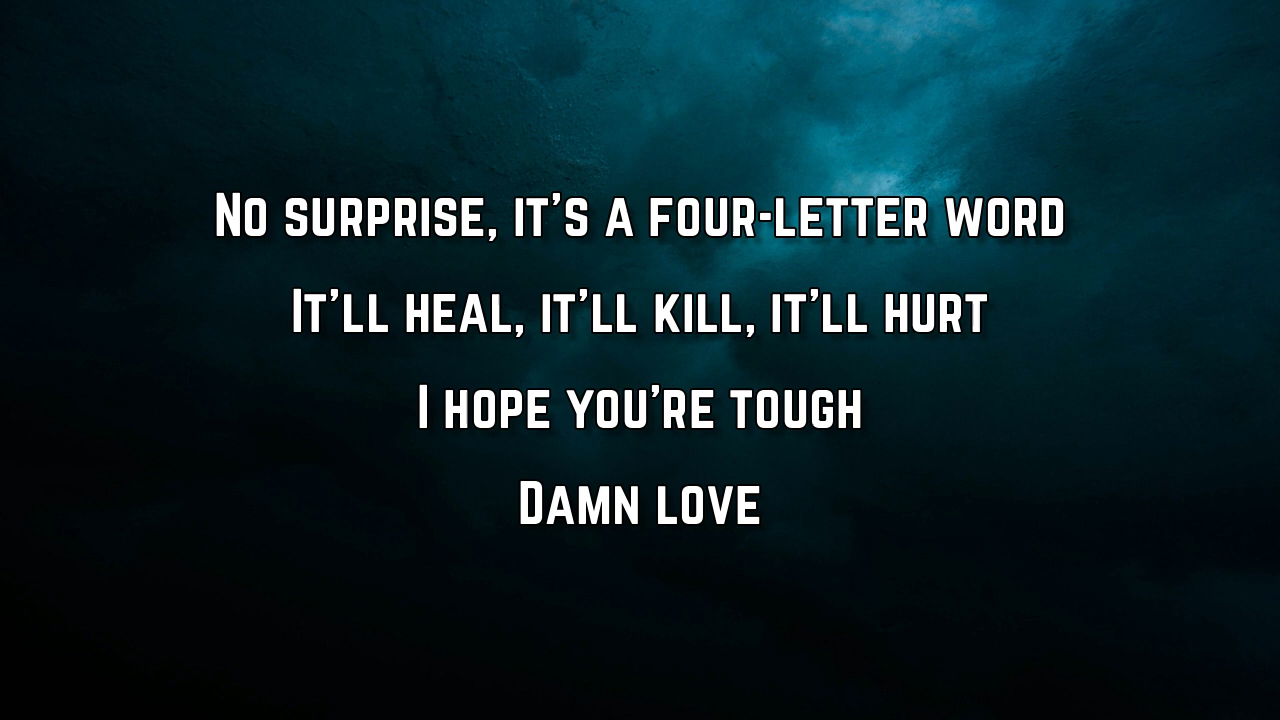 No surprise, it’s a four-letter word
It’ll heal, it’ll kill, it’ll hurt
I hope you’re tough
Damn love